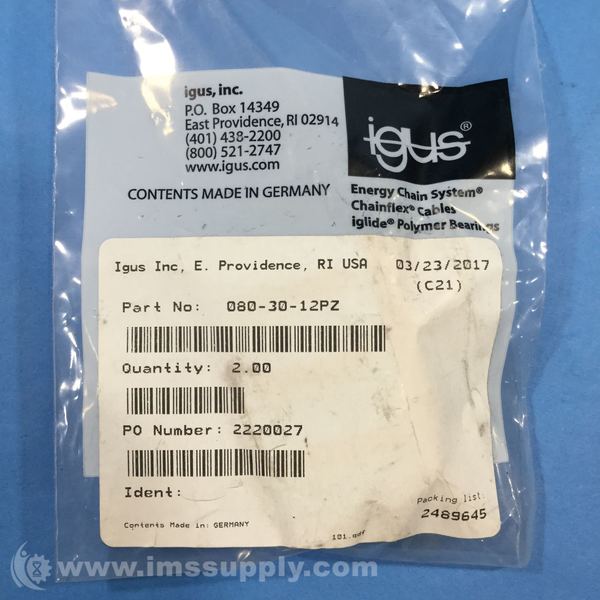 igus, inc.
P.O. Box 14349
East Providence, RI 02914
(401) 438-2200
(800) 521-2747
www.igus.com
CONTENTS MADE IN GERMANY
igus®
Energy Chain System®
Chainflex® Cables
iglide® Polymer Bearings
Igus Inc, E. Providence, RI USA 03/23/2017
(C21)
Part No: 080-30-12PZ
Quantity: 2.00
PO Number: 2220027
Ident:
Packing list:
2489645
Contents Made in: GERMANY
101.qdf
www.imssupply.com/